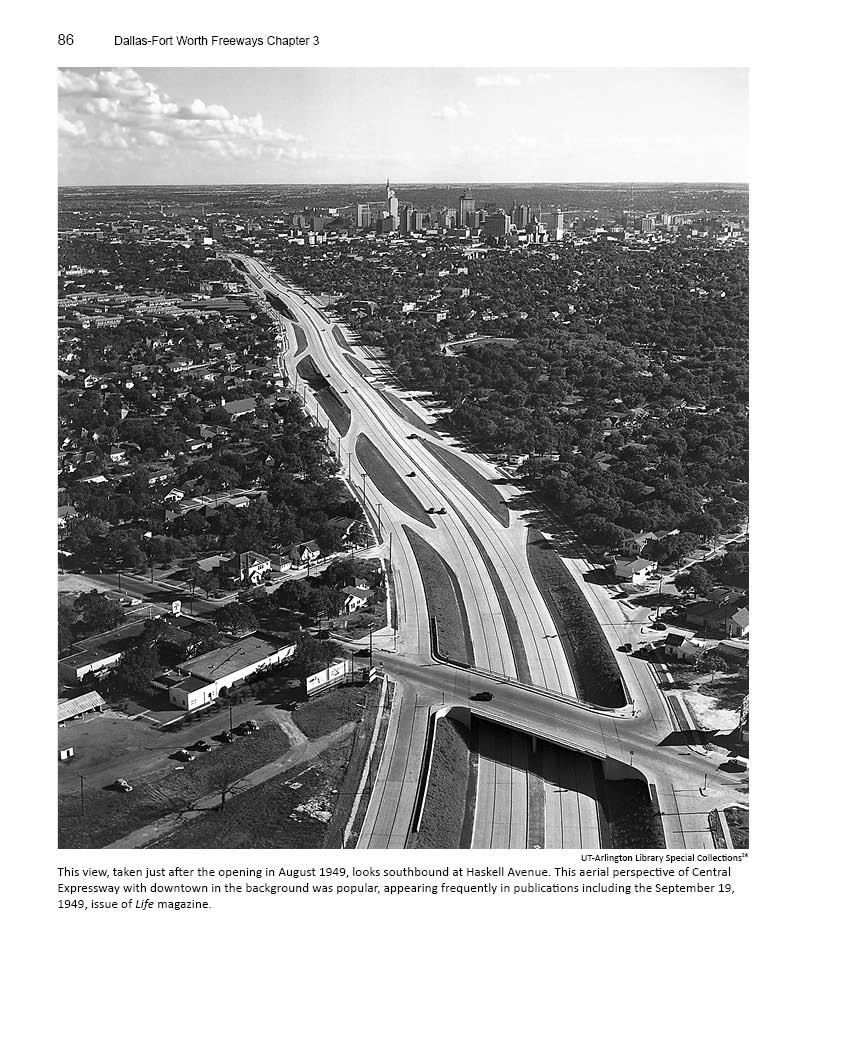 86 Dallas-Fort Worth Freeways Chapter 3
UT-Arlington Library Special Collections²⁴
This view, taken just after the opening in August 1949, looks southbound at Haskell Avenue. This aerial perspective of Central
Expressway with downtown in the background was popular, appearing frequently in publications including the September 19,
1949, issue of Life magazine.